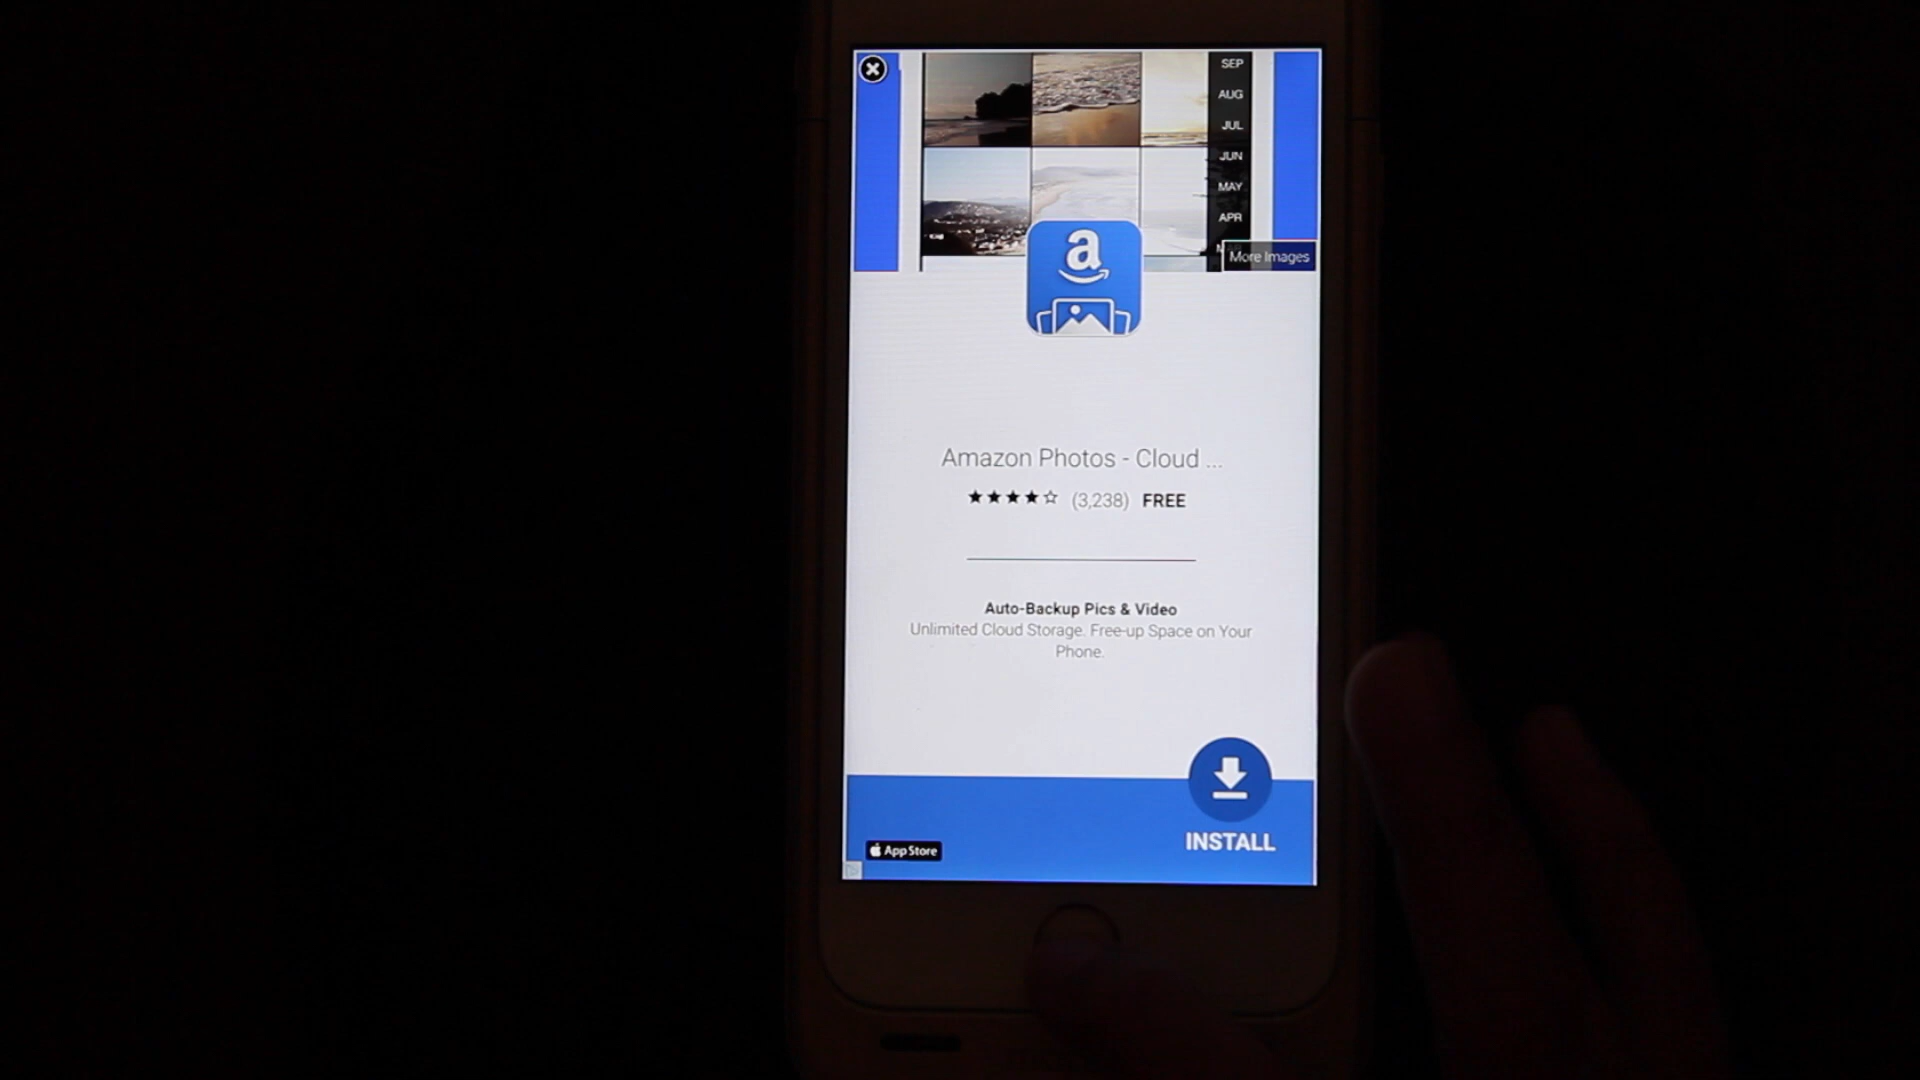 SEP
AUG
JUL
JUN
MAY
APR
More Images
a
Amazon Photos - Cloud ...
(3,238) FREE
Auto-Backup Pics & Video
Unlimited Cloud Storage. Free-up Space on Your
Phone.
INSTALL
App Store